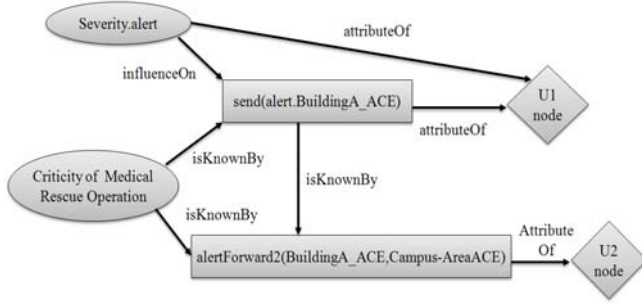 Severity.alert
attributeOf
influenceOn
send(alert.BuildingA_ACE)
U1
node
attributeOf
isKnownBy
isKnownBy
Criticity of Medical
Rescue Operation
isKnownBy
Attribute
Of
alertForward2(BuildingA_ACE,Campus-AreaACE)
U2
node